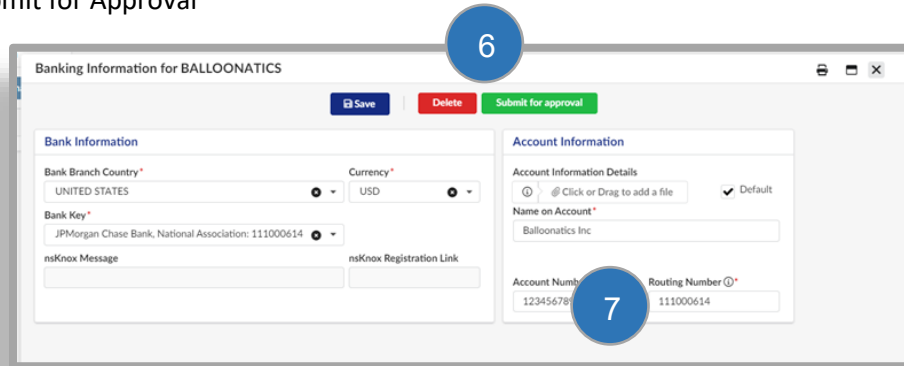 mit for Approval
6
Banking Information for BALLOONATICS
Save Delete Submit for approval
Bank Information
Account Information
Bank Branch Country* Currency*
Account Information Details
UNITED STATES USD
Click or Drag to add a file Default
Bank Key*
Name on Account*
JPMorgan Chase Bank, National Association: 111000614
Balloonatics Inc
nsKnox Message nsKnox Registration Link
Account Numb Routing Number*
12345678 111000614
7